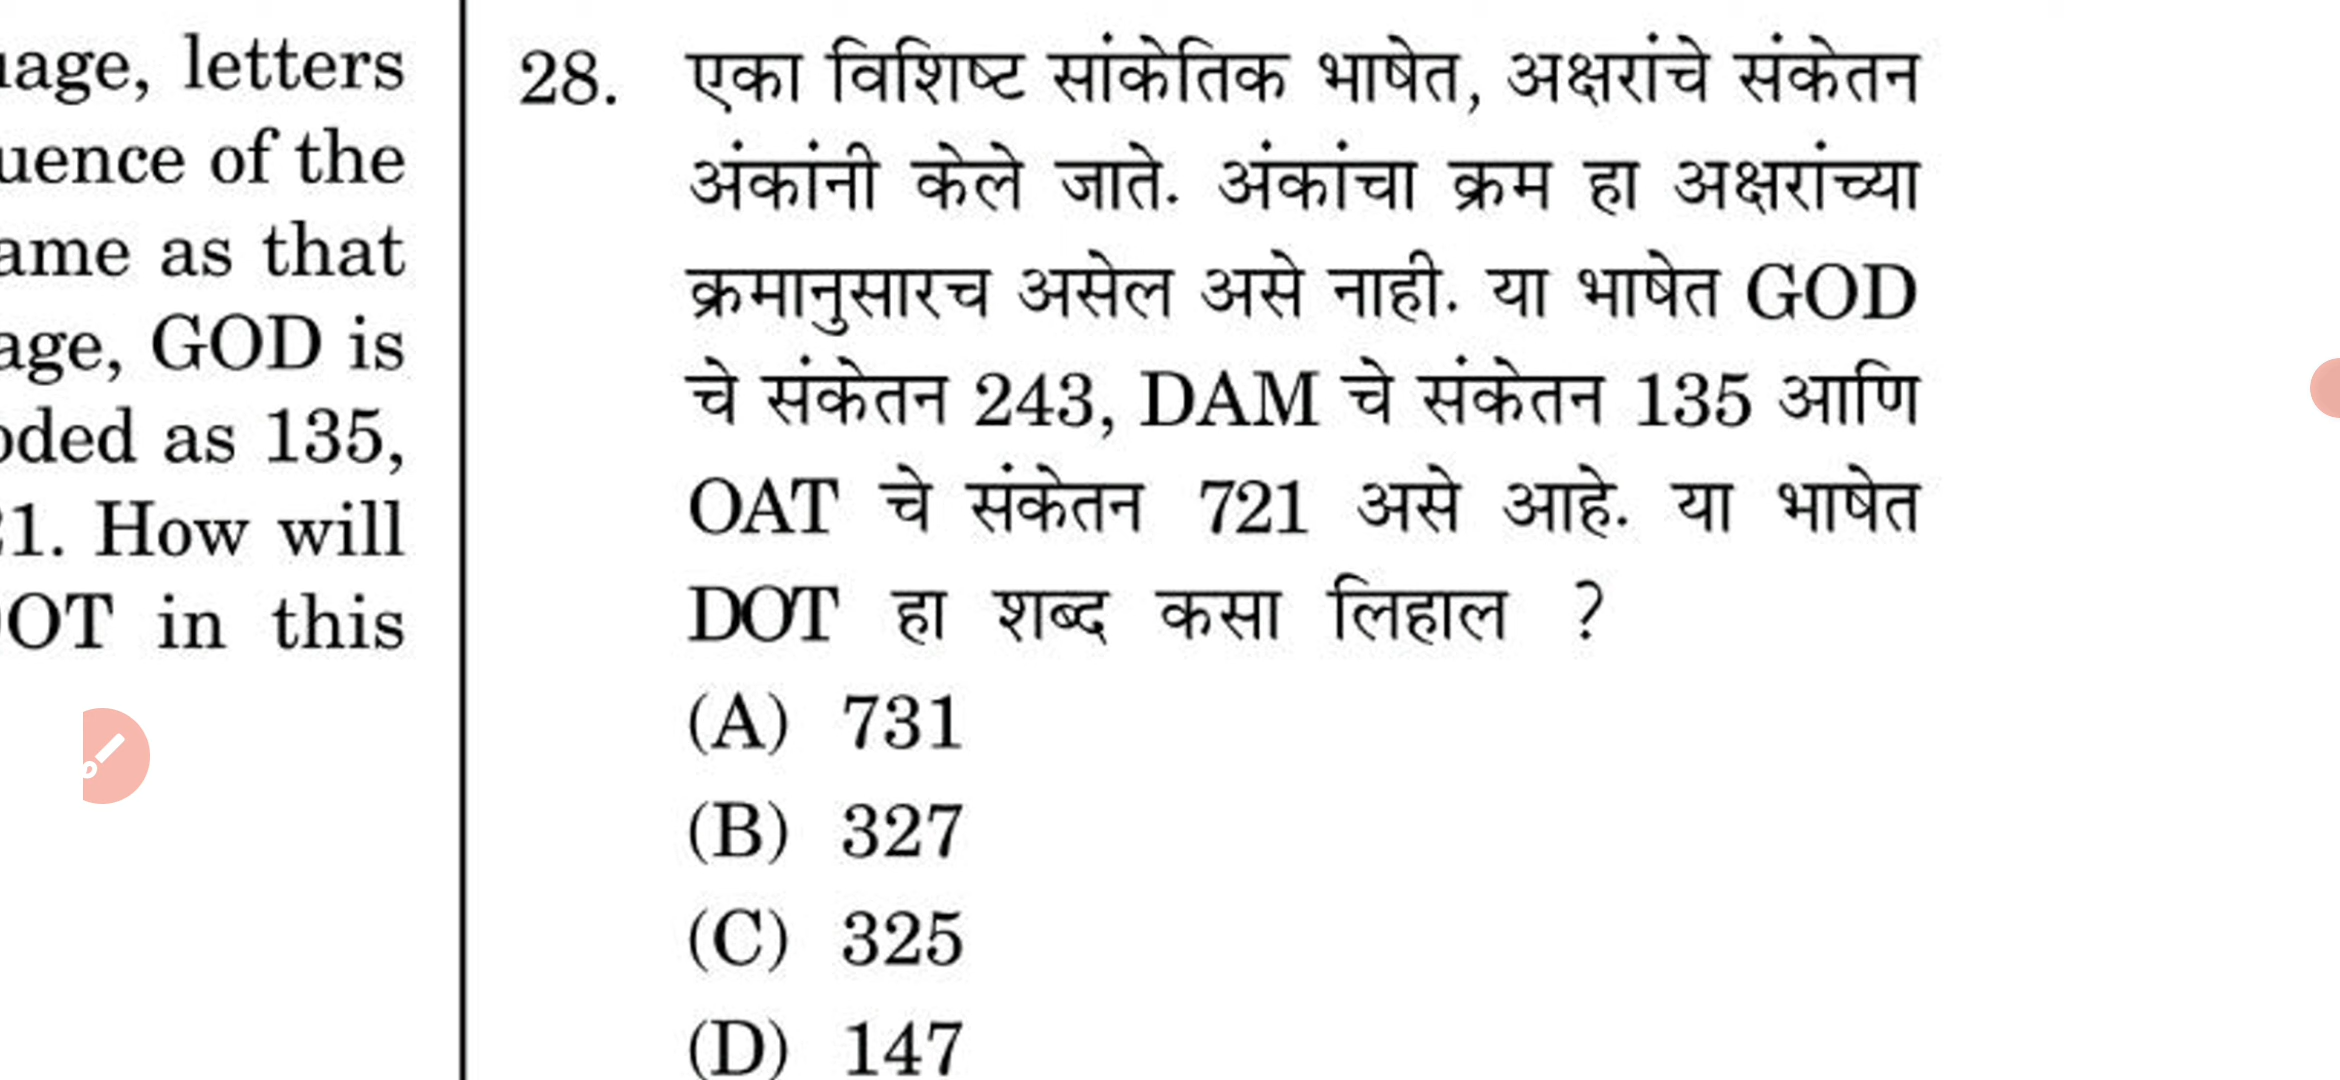 letters
uence of the
ame as that
age, GOD is
oded as 135,
21. How will
OT in this
28. एका विशिष्ट सांकेतिक भाषेत, अक्षरांचे संकेतन
अंकांनी केले जाते. अंकांचा क्रम हा अक्षरांच्या
क्रमानुसारच असेल असे नाही. या भाषेत GOD
चे संकेतन 243, DAM चे संकेतन 135 आणि
OAT चे संकेतन 721 असे आहे. या भाषेत
DOT हा शब्द कसा लिहाल ?
(A) 731
(B) 327
(C) 325
(D) 147